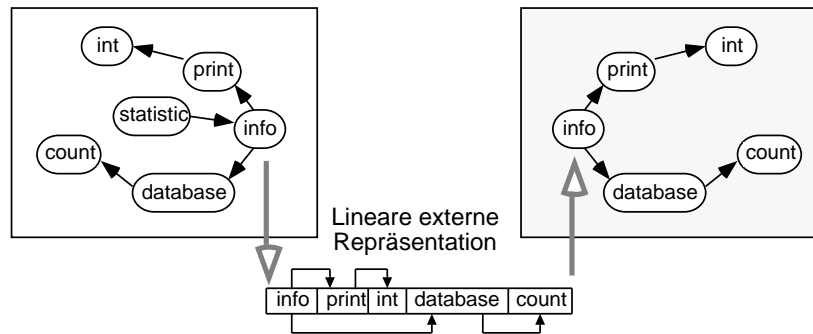 int
print
statistic
info
count
database
int
print
info
count
database
Lineare externe
Repräsentation
info print int database count